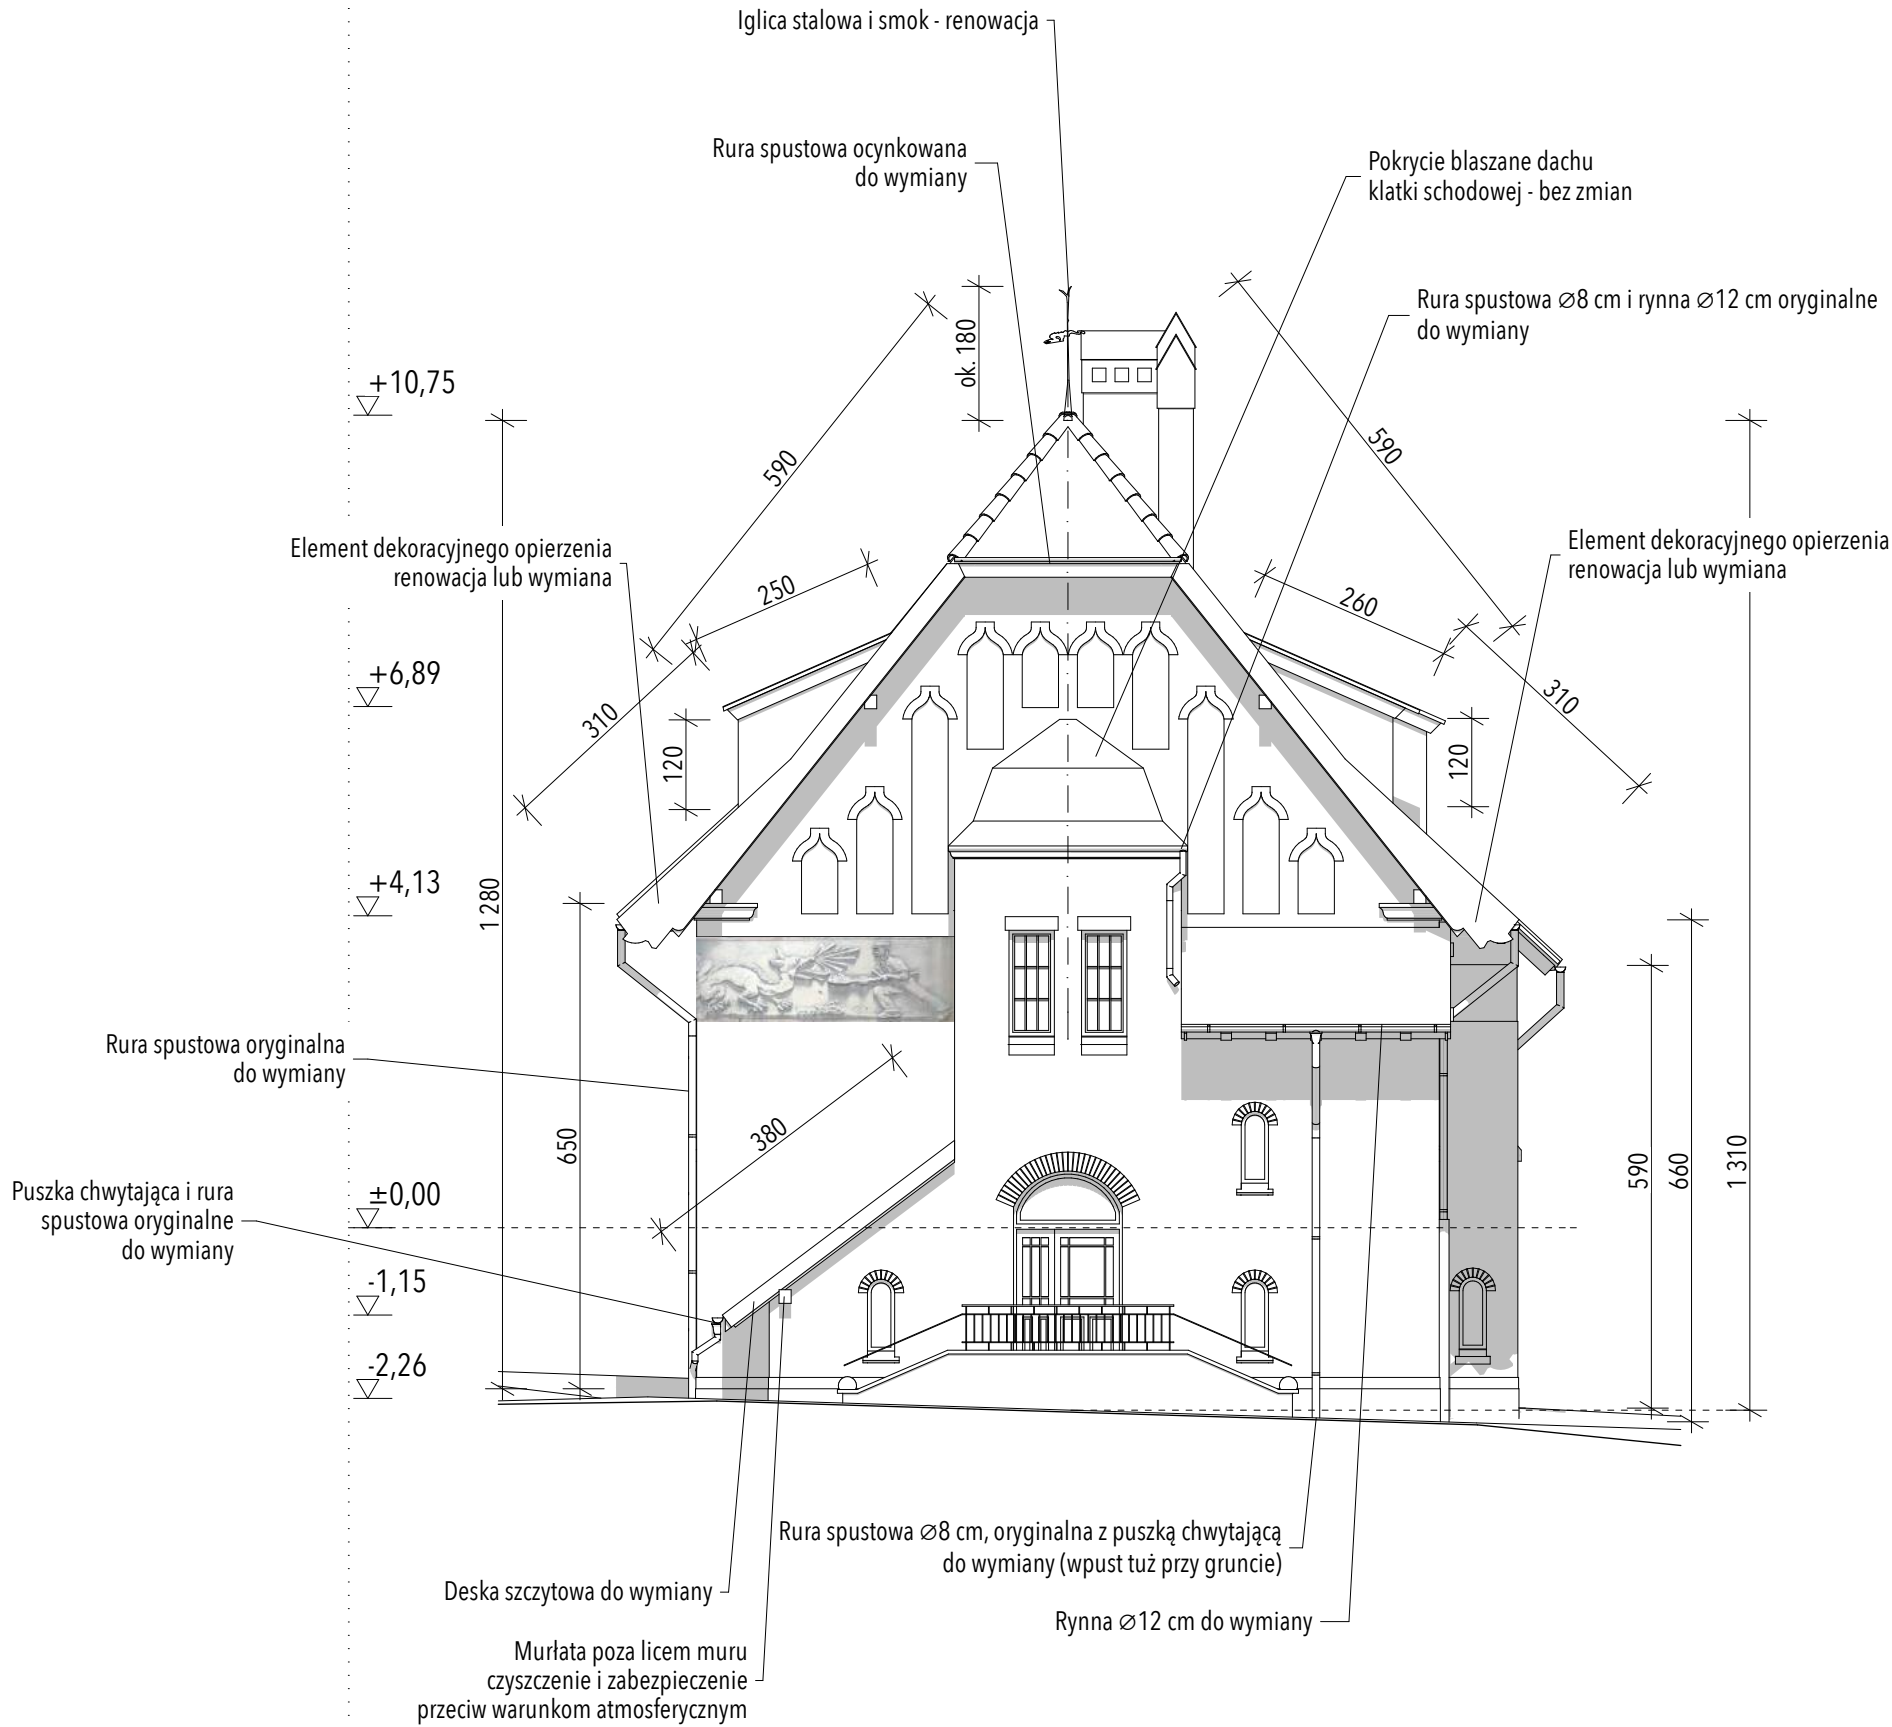 Iglica stalowa i smok - renowacja
Rura spustowa ocynkowana
do wymiany
Pokrycie blaszane dachu
klatki schodowej - bez zmian
Rura spustowa ∅8 cm i rynna ∅12 cm oryginalne
do wymiany
ok. 180
+10,75
590
590
Element dekoracyjnego opierzenia
renowacja lub wymiana
Element dekoracyjnego opierzenia
renowacja lub wymiana
250
260
+6,89
310
310
120
120
+4,13
1 280
Rura spustowa oryginalna
do wymiany
380
650
590
660
1 310
Puszka chwytająca i rura
spustowa oryginalne
do wymiany
±0,00
-1,15
-2,26
Rura spustowa ∅8 cm, oryginalna z puszką chwytającą
do wymiany (wpust tuż przy gruncie)
Deska szczytowa do wymiany
Rynna ∅12 cm do wymiany
Murłata poza licem muru
czyszczenie i zabezpieczenie
przeciw warunkom atmosferycznym